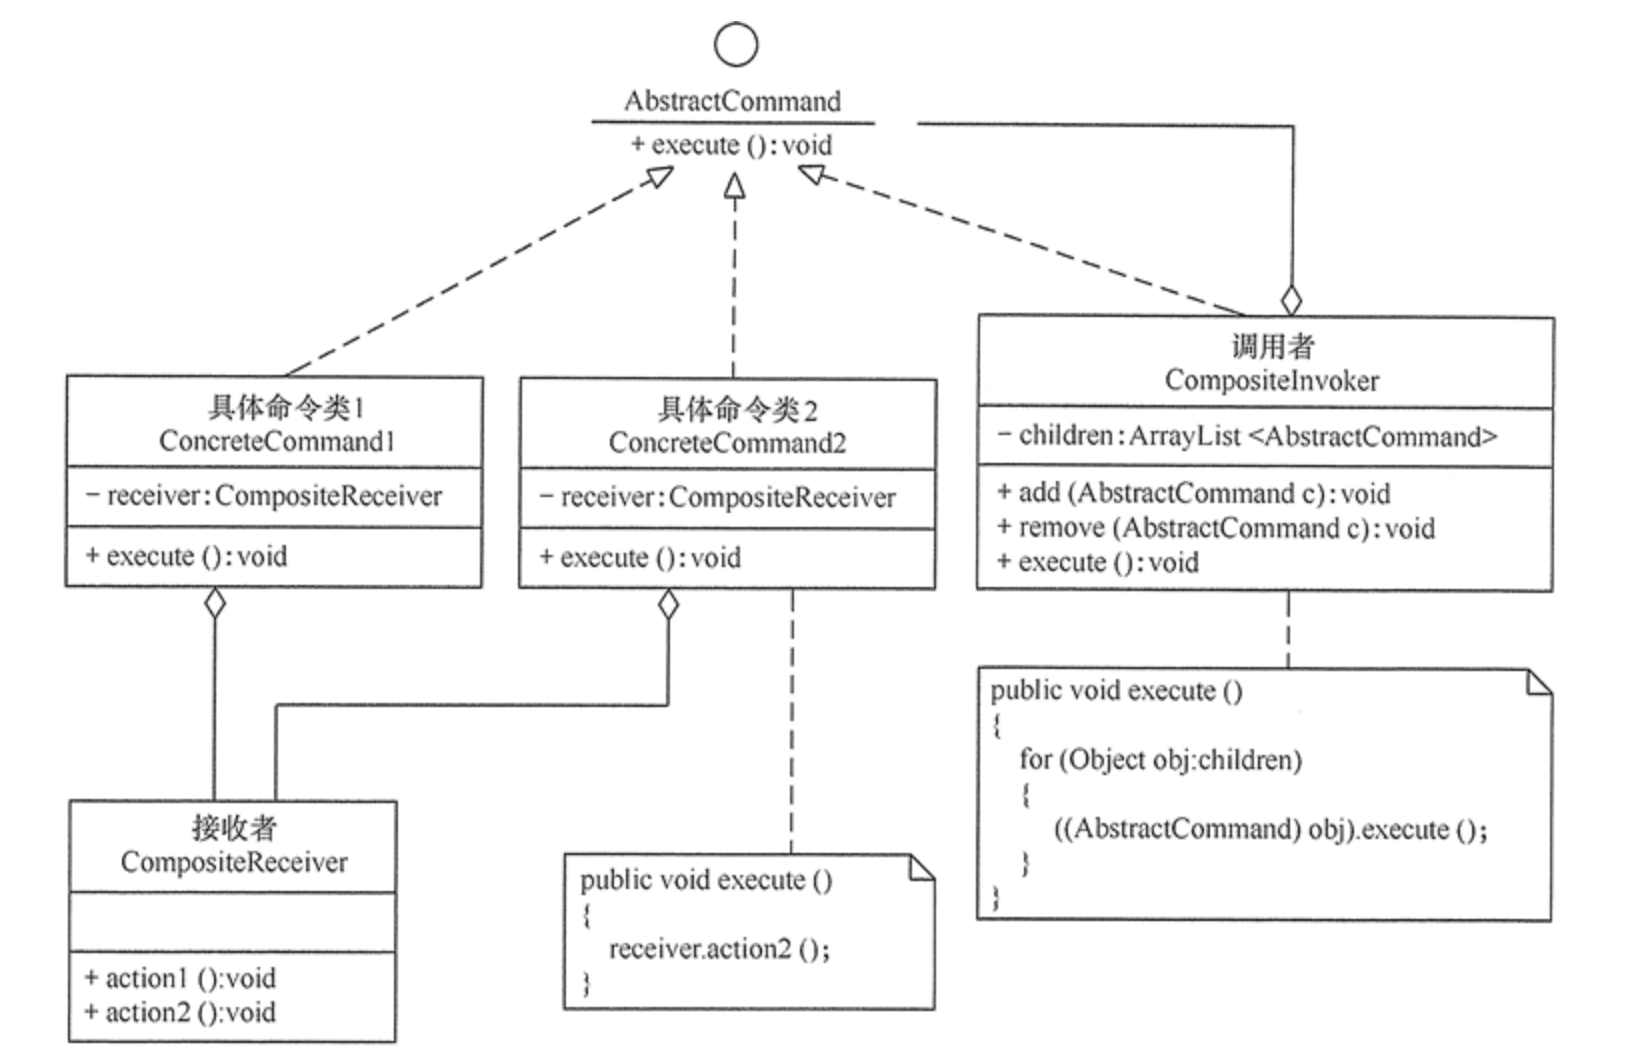 AbstractCommand
+ execute ():void
具体命令类1
ConcreteCommand1
- receiver:CompositeReceiver
+ execute ():void
具体命令类2
ConcreteCommand2
- receiver:CompositeReceiver
+ execute ():void
调用者
CompositeInvoker
- children:ArrayList <AbstractCommand>
+ add (AbstractCommand c):void
+ remove (AbstractCommand c):void
+ execute ():void
接收者
CompositeReceiver
+ action1 ():void
+ action2 ():void
public void execute ()
{
receiver.action2 ();
}
public void execute ()
{
for (Object obj:children)
{
((AbstractCommand) obj).execute ();
}
}